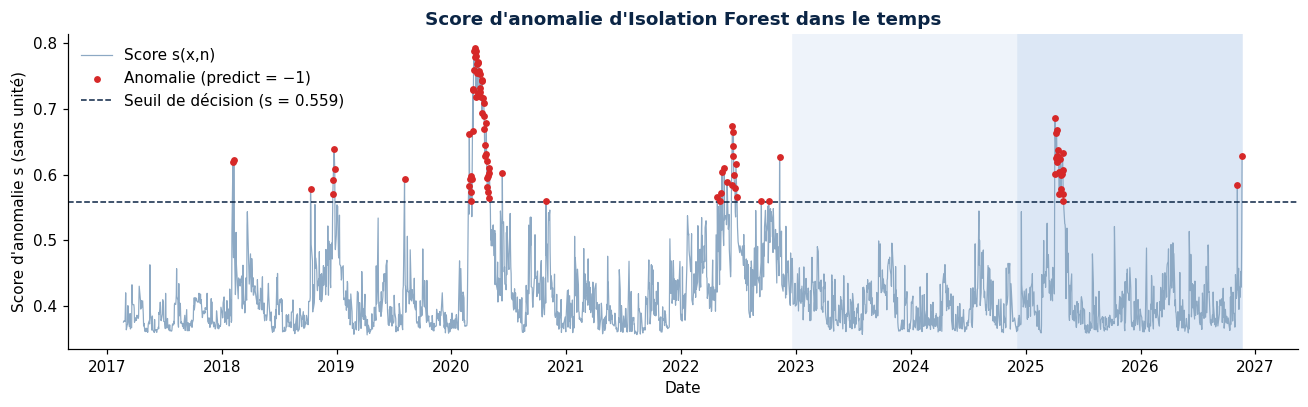 Score d'anomalie d'Isolation Forest dans le temps
Score d'anomalie s (sans unité)
0.8
0.7
0.6
0.5
0.4
Score s(x,n)
Anomalie (predict = −1)
Seuil de décision (s = 0.559)
2017 2018 2019 2020 2021 2022 2023 2024 2025 2026 2027
Date